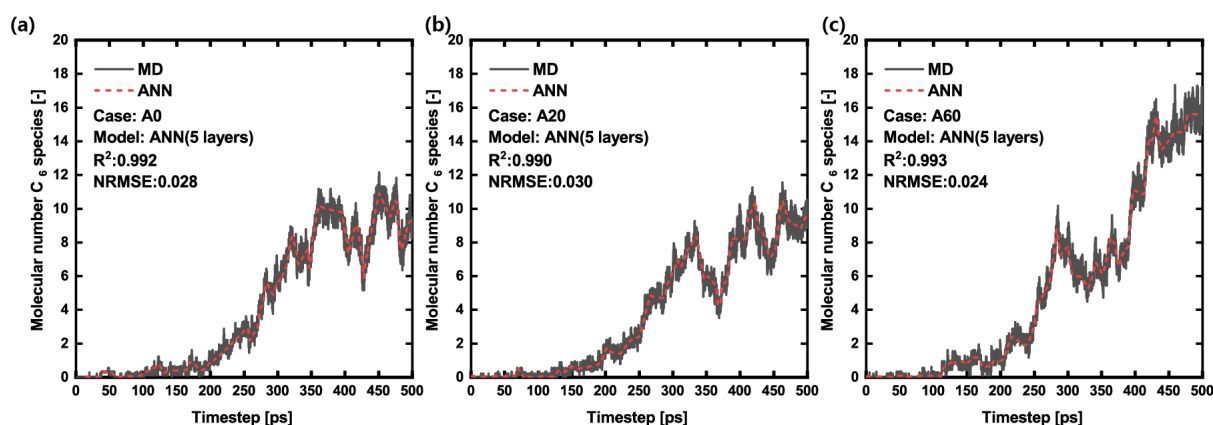 (a)
Molecular number C6 species [-]
20
18
16
14
12
10
8
6
4
2
0
MD
ANN
Case: A0
Model: ANN(5 layers)
R²:0.992
NRMSE:0.028
0 50 100 150 200 250 300 350 400 450 500
Timestep [ps]
(b)
Molecular number C6 species [-]
20
18
16
14
12
10
8
6
4
2
0
MD
ANN
Case: A20
Model: ANN(5 layers)
R²:0.990
NRMSE:0.030
0 50 100 150 200 250 300 350 400 450 500
Timestep [ps]
(c)
Molecular number C6 species [-]
20
18
16
14
12
10
8
6
4
2
0
MD
ANN
Case: A60
Model: ANN(5 layers)
R²:0.993
NRMSE:0.024
0 50 100 150 200 250 300 350 400 450 500
Timestep [ps]